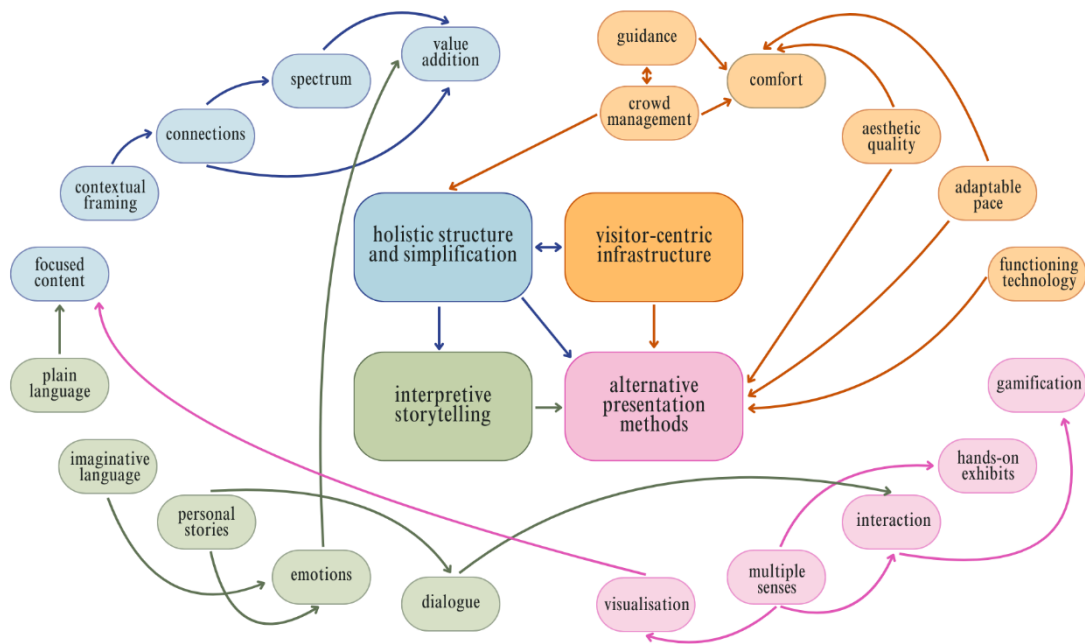 value
addition
spectrum
connections
contextual
framing
focused
content
plain
language
imaginative
language
personal
stories
emotions
dialogue
guidance
crowd
management
comfort
aesthetic
quality
adaptable
pace
functioning
technology
holistic structure
and simplification
visitor-centric
infrastructure
interpretive
storytelling
alternative
presentation
methods
gamification
hands-on
exhibits
interaction
multiple
senses
visualisation